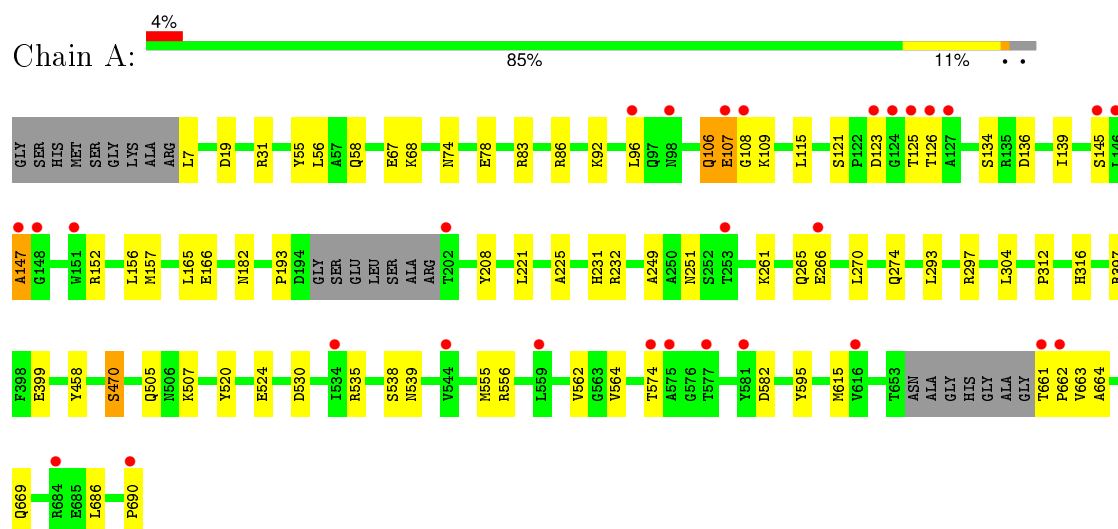 4%
Chain A:
85% 11% • •
GLY SER HIS MET SER GLY LYS ALA ARG L7 D19 R31 Y55 L56 A57 Q58 E67 K68 N74 E78 R83 R86 K92 L96 Q97 N98 Q106 E107 G108 K109 L115 S121 P122 D123 G124 T125 T126 A127 S134 R135 D136 I139 S145 L146
A147 G148 W151 R152 L156 M157 L165 E166 N182 P193 D194 GLY SER GLU LEU SER ALA ARG T202 Y208 L221 A225 H231 R232 A249 A250 N251 S252 T253 K261 Q265 E266 L270 Q274 L293 R297 L304 P312 H316 R397
F398 E399 Y458 S470 Q505 N506 K507 Y520 E524 D530 I534 R535 S538 N539 V544 M555 R556 L559 V562 G563 V564 T574 A575 G576 T577 Y581 D582 Y595 M615 V616 T653 ASN ALA GLY HIS GLY ALA GLY T661 P662 V663 A664
Q669 R684 E685 L686 P690